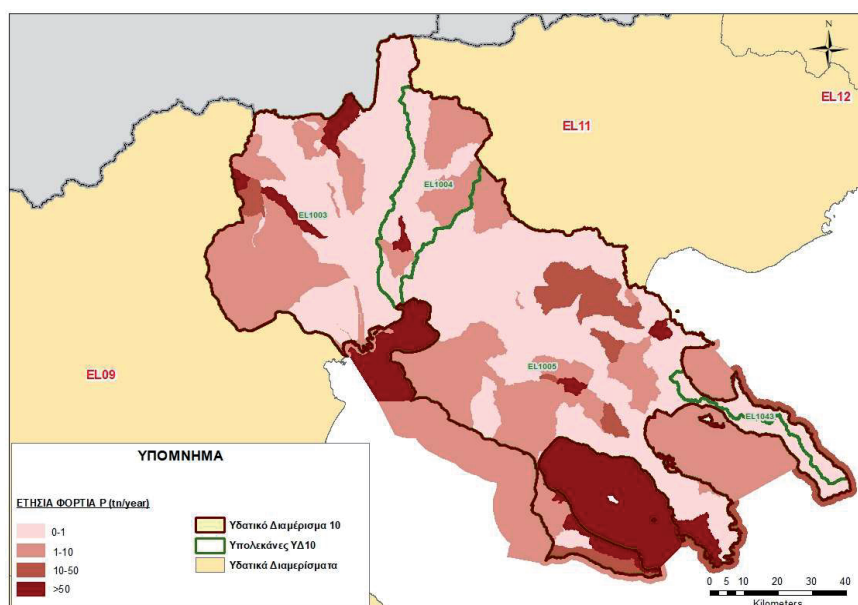 N
EL12
EL11
EL1004
EL1003
EL09
EL1005
EL1043
ΥΠΟΜΝΗΜΑ
ΕΤΗΣΙΑ ΦΟΡΤΙΑ P (tn/year)
0-1
1-10
10-50
>50
Υδατικό Διαμέρισμα 10
Υπολεκάνες ΥΔ10
Υδατικά Διαμερίσματα
0 5 10 20 30 40
Kilometers